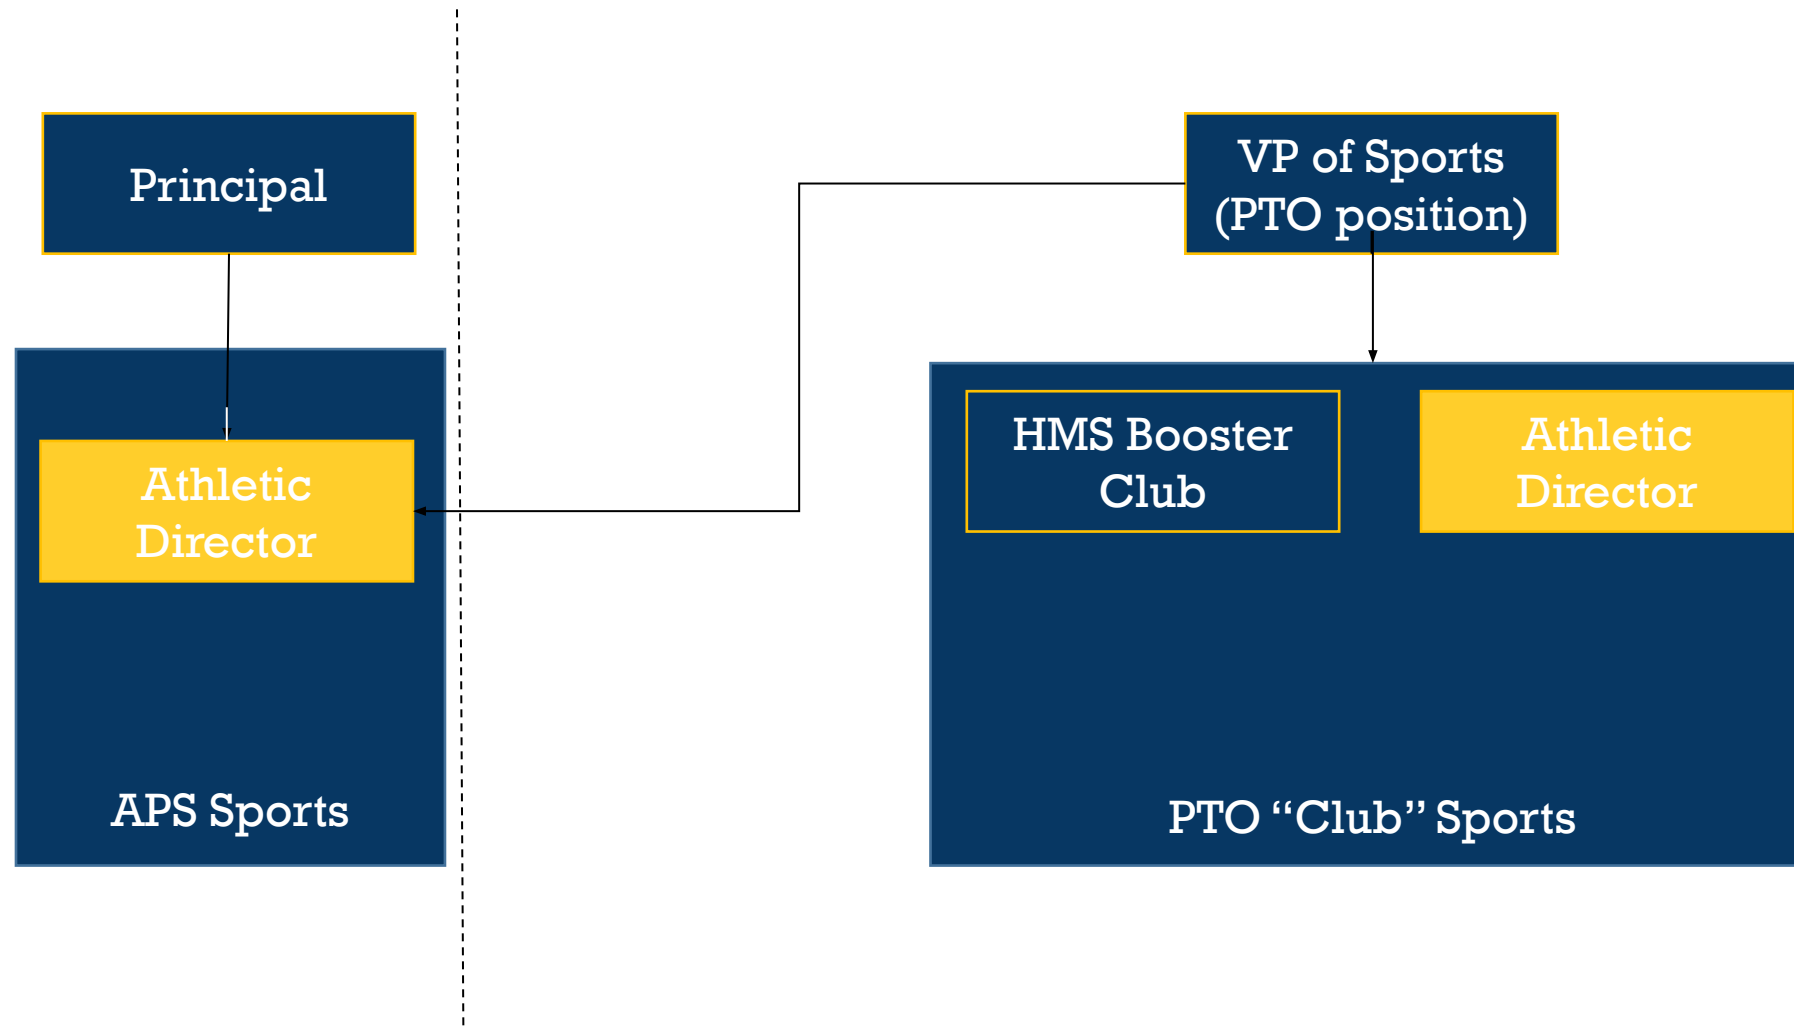 Principal
VP of Sports
(PTO position)
Athletic
Director
APS Sports
HMS Booster
Club
Athletic
Director
PTO “Club” Sports